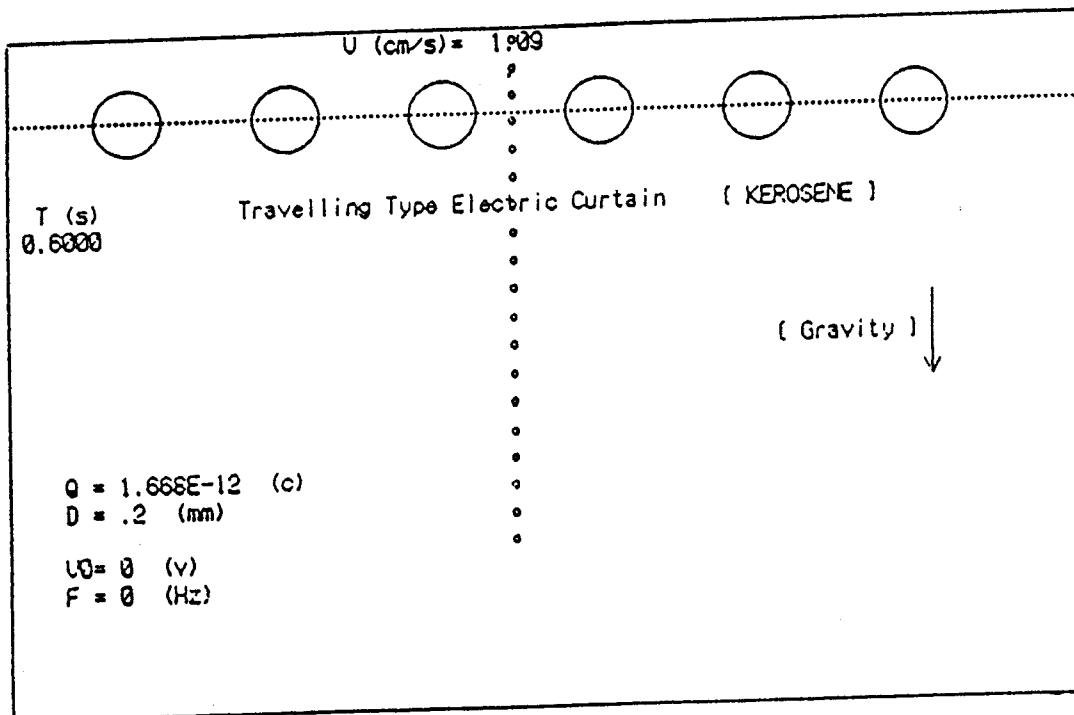 U (cm/s)= 1.09
Travelling Type Electric Curtain [ KEROSENE ]
T (s)
0.6000
[ Gravity ]
Q = 1.668E-12 (c)
D = .2 (mm)
V0= 0 (v)
F = 0 (Hz)